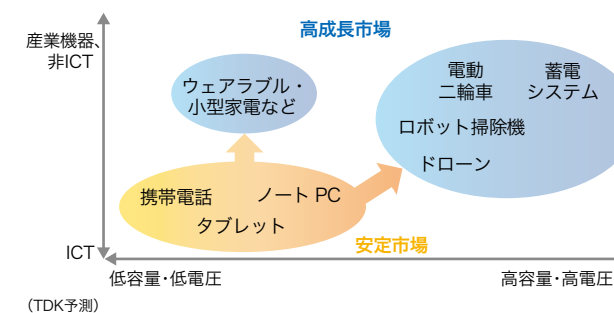 高成長市場
産業機器、
非ICT
ウェアラブル・
小型家電など
電動
二輪車
蓄電
システム
ロボット掃除機
ドローン
携帯電話
ノート PC
タブレット
安定市場
ICT
低容量・低電圧
高容量・高電圧
（TDK予測）